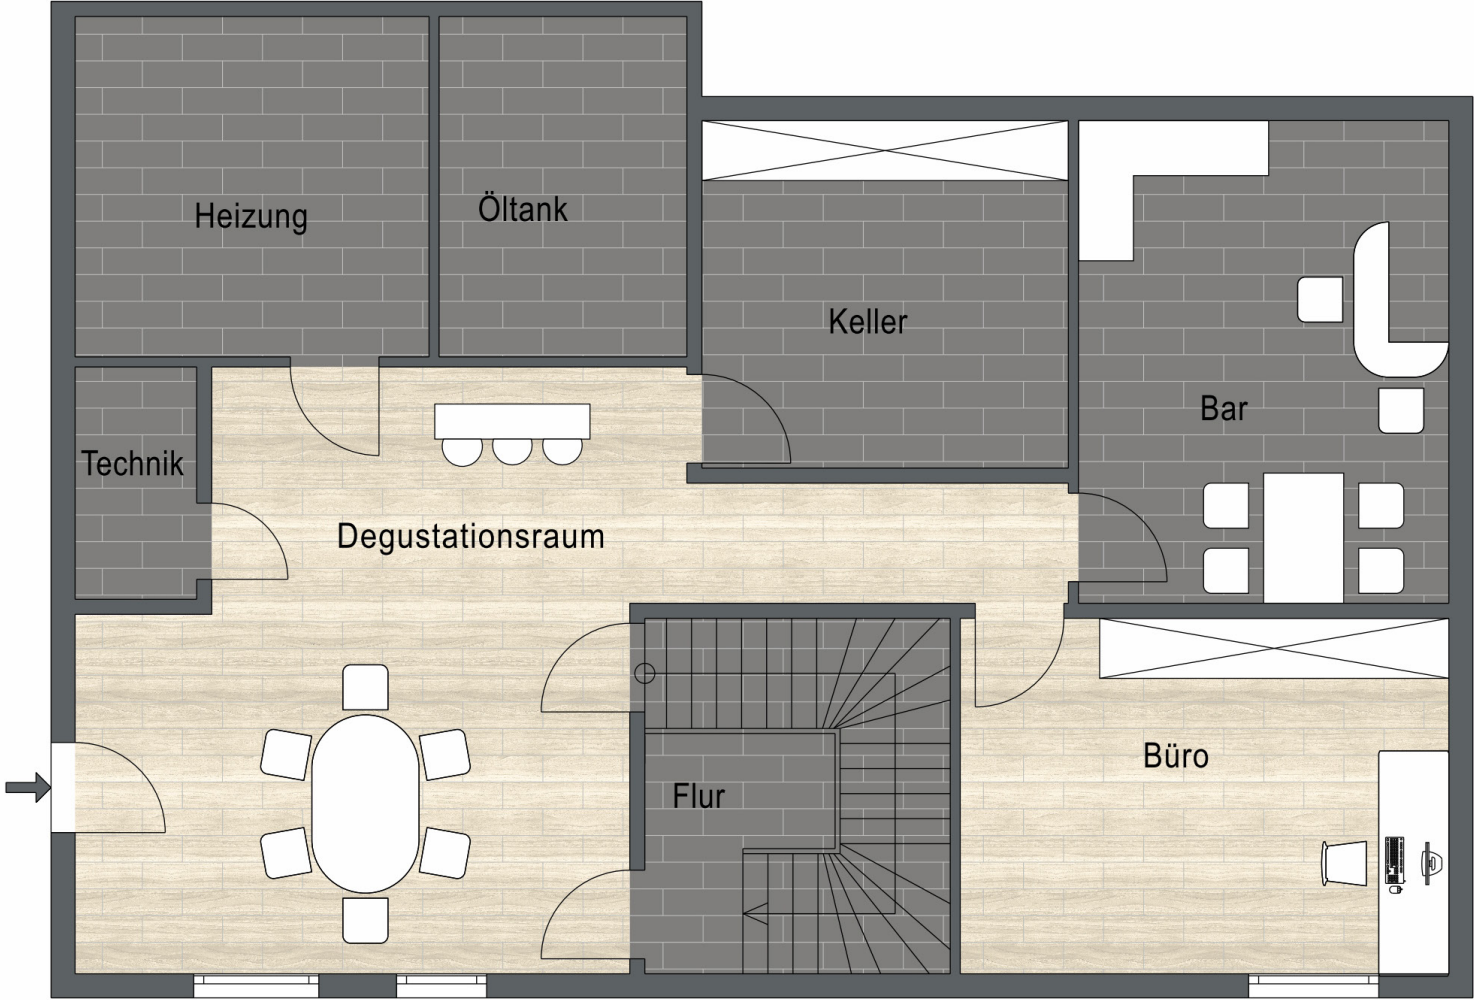 Heizung
Öltank
Keller
Bar
Technik
Degustationsraum
Büro
Flur